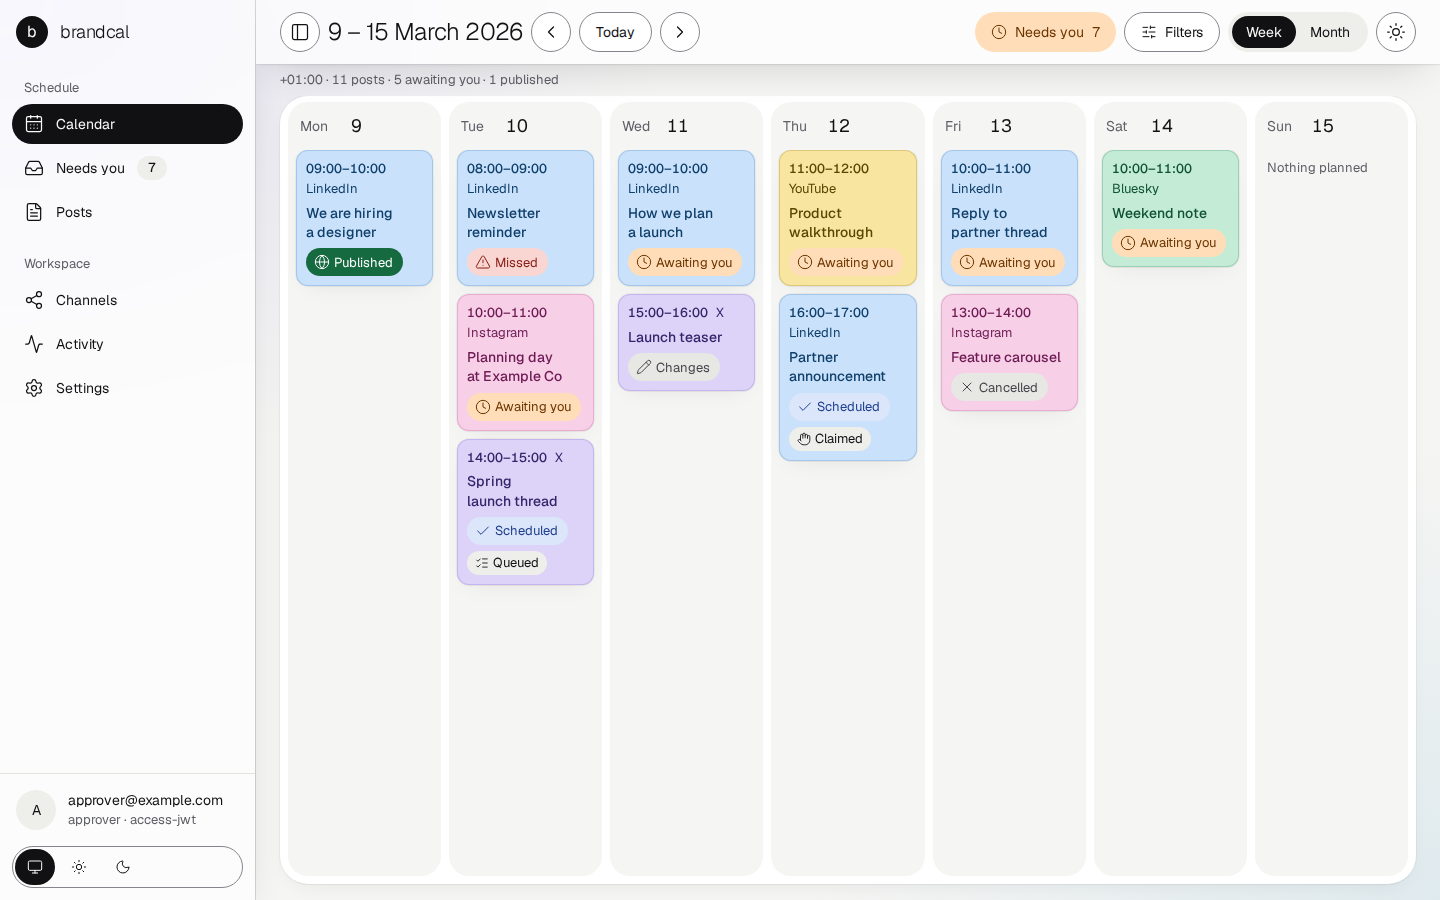 b brandcal
Schedule
Calendar
Needs you 7
Posts
Workspace
Channels
Activity
Settings
A
approver@example.com
approver · access-jwt
9 – 15 March 2026
Today
Needs you 7
Filters
Week
Month
+01:00 · 11 posts · 5 awaiting you · 1 published
Mon 9
09:00–10:00
LinkedIn
We are hiring
a designer
Published
Tue 10
08:00–09:00
LinkedIn
Newsletter
reminder
Missed
10:00–11:00
Instagram
Planning day
at Example Co
Awaiting you
14:00–15:00 X
Spring
launch thread
Scheduled
Queued
Wed 11
09:00–10:00
LinkedIn
How we plan
a launch
Awaiting you
15:00–16:00 X
Launch teaser
Changes
Thu 12
11:00–12:00
YouTube
Product
walkthrough
Awaiting you
16:00–17:00
LinkedIn
Partner
announcement
Scheduled
Claimed
Fri 13
10:00–11:00
LinkedIn
Reply to
partner thread
Awaiting you
13:00–14:00
Instagram
Feature carousel
Cancelled
Sat 14
10:00–11:00
Bluesky
Weekend note
Awaiting you
Sun 15
Nothing planned